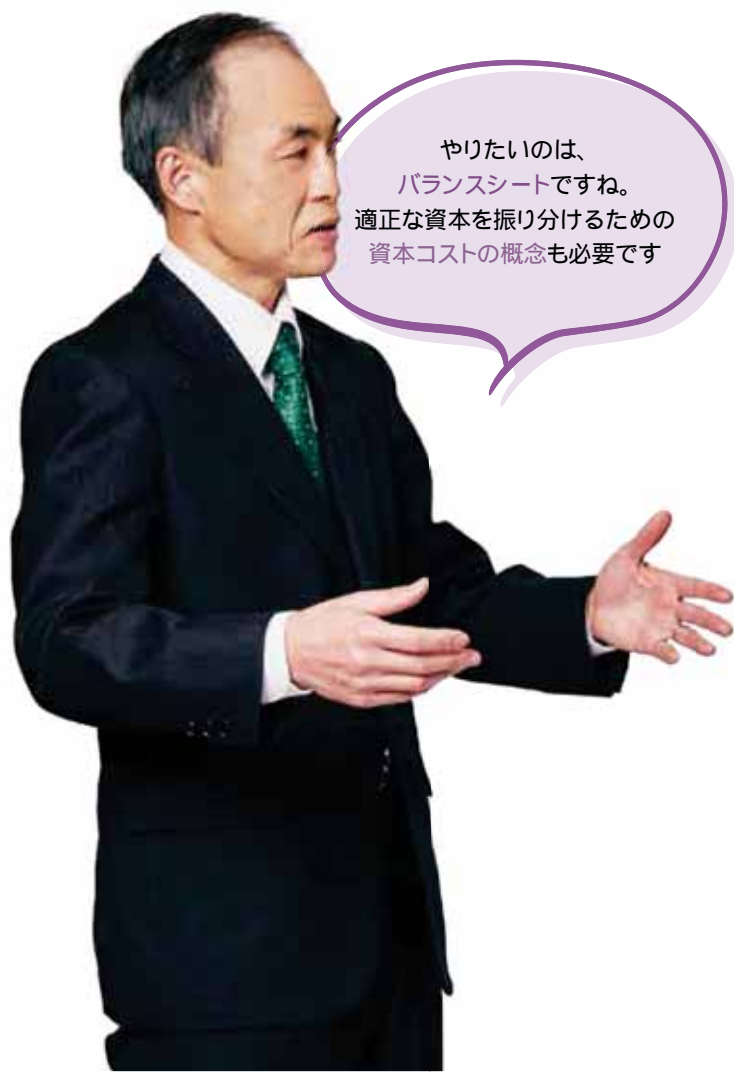 やりたいのは、
バランスシートですね。
適正な資本を振り分けるための
資本コストの概念も必要です